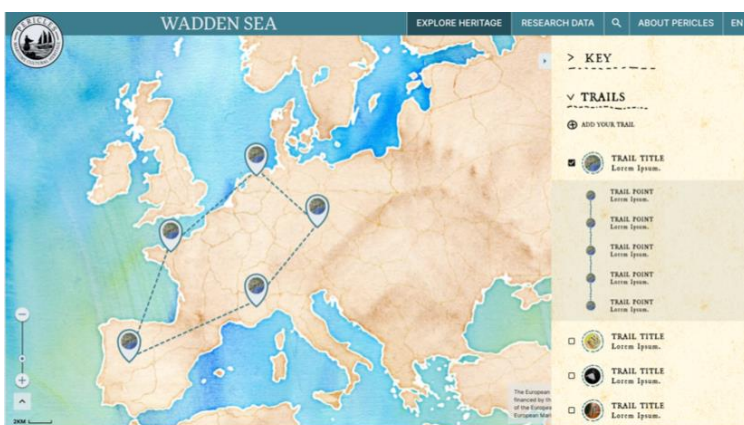 WADDEN SEA
EXPLORE HERITAGE
RESEARCH DATA
ABOUT PERICLES
EN
PERICLES
> KEY
TRAILS
ADD YOUR TRAIL
TRAIL TITLE
Lorem Ipsum.
TRAIL POINT
Lorem Ipsum.
TRAIL POINT
Lorem Ipsum.
TRAIL POINT
Lorem Ipsum.
TRAIL POINT
Lorem Ipsum.
TRAIL POINT
Lorem Ipsum.
TRAIL TITLE
Lorem Ipsum.
TRAIL TITLE
Lorem Ipsum.
TRAIL TITLE
Lorem Ipsum.
The European
financed by th
of the Europea
European Mari
2KM